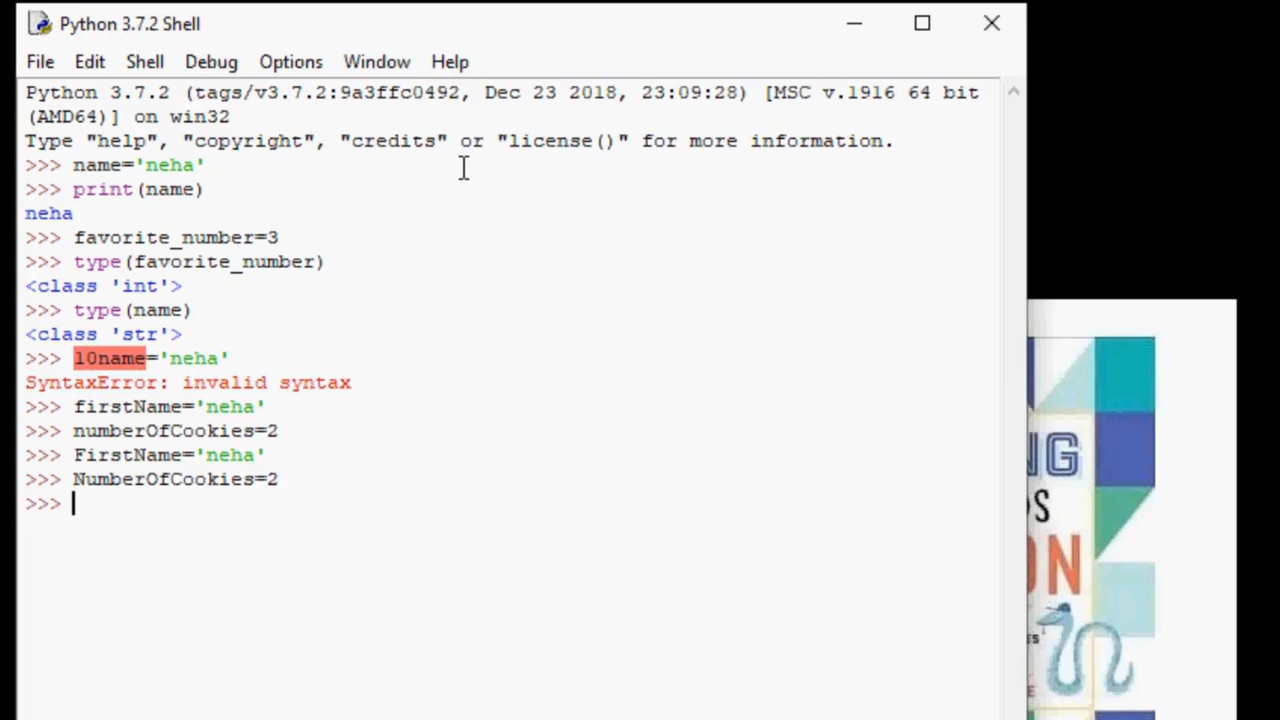 Python 3.7.2 Shell
File Edit Shell Debug Options Window Help
Python 3.7.2 (tags/v3.7.2:9a3ffc0492, Dec 23 2018, 23:09:28) [MSC v.1916 64 bit
(AMD64)] on win32
Type "help", "copyright", "credits" or "license()" for more information.
>>> name='neha'
>>> print(name)
neha
>>> favorite_number=3
>>> type(favorite_number)
<class 'int'>
>>> type(name)
<class 'str'>
>>> 10name='neha'
SyntaxError: invalid syntax
>>> firstName='neha'
>>> numberOfCookies=2
>>> FirstName='neha'
>>> NumberOfCookies=2
>>>